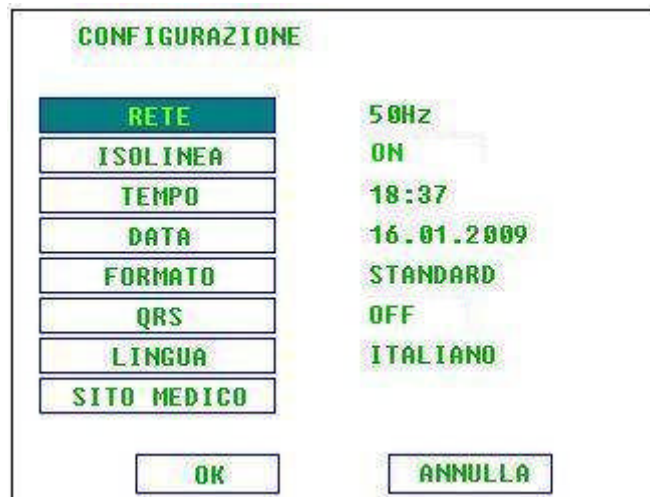 CONFIGURAZIONE
RETE 50Hz
ISOLINEA ON
TEMPO 18:37
DATA 16.01.2009
FORMATO STANDARD
QRS OFF
LINGUA ITALIANO
SITO MEDICO
OK ANNULLA